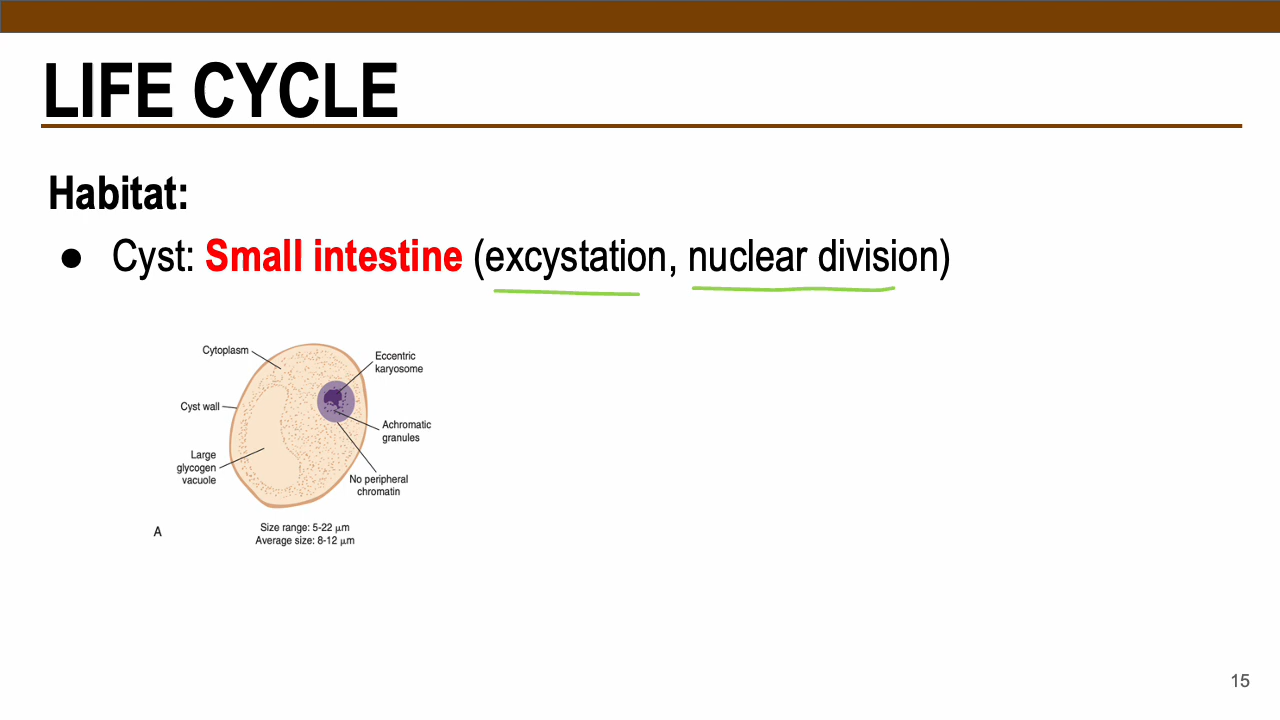 LIFE CYCLE
Habitat:
● Cyst: Small intestine (excystation, nuclear division)
Cytoplasm
Eccentric
karyosome
Cyst wall
Achromatic
granules
Large
glycogen
vacuole
No peripheral
chromatin
A
Size range: 5-22 μm
Average size: 8-12 μm
15